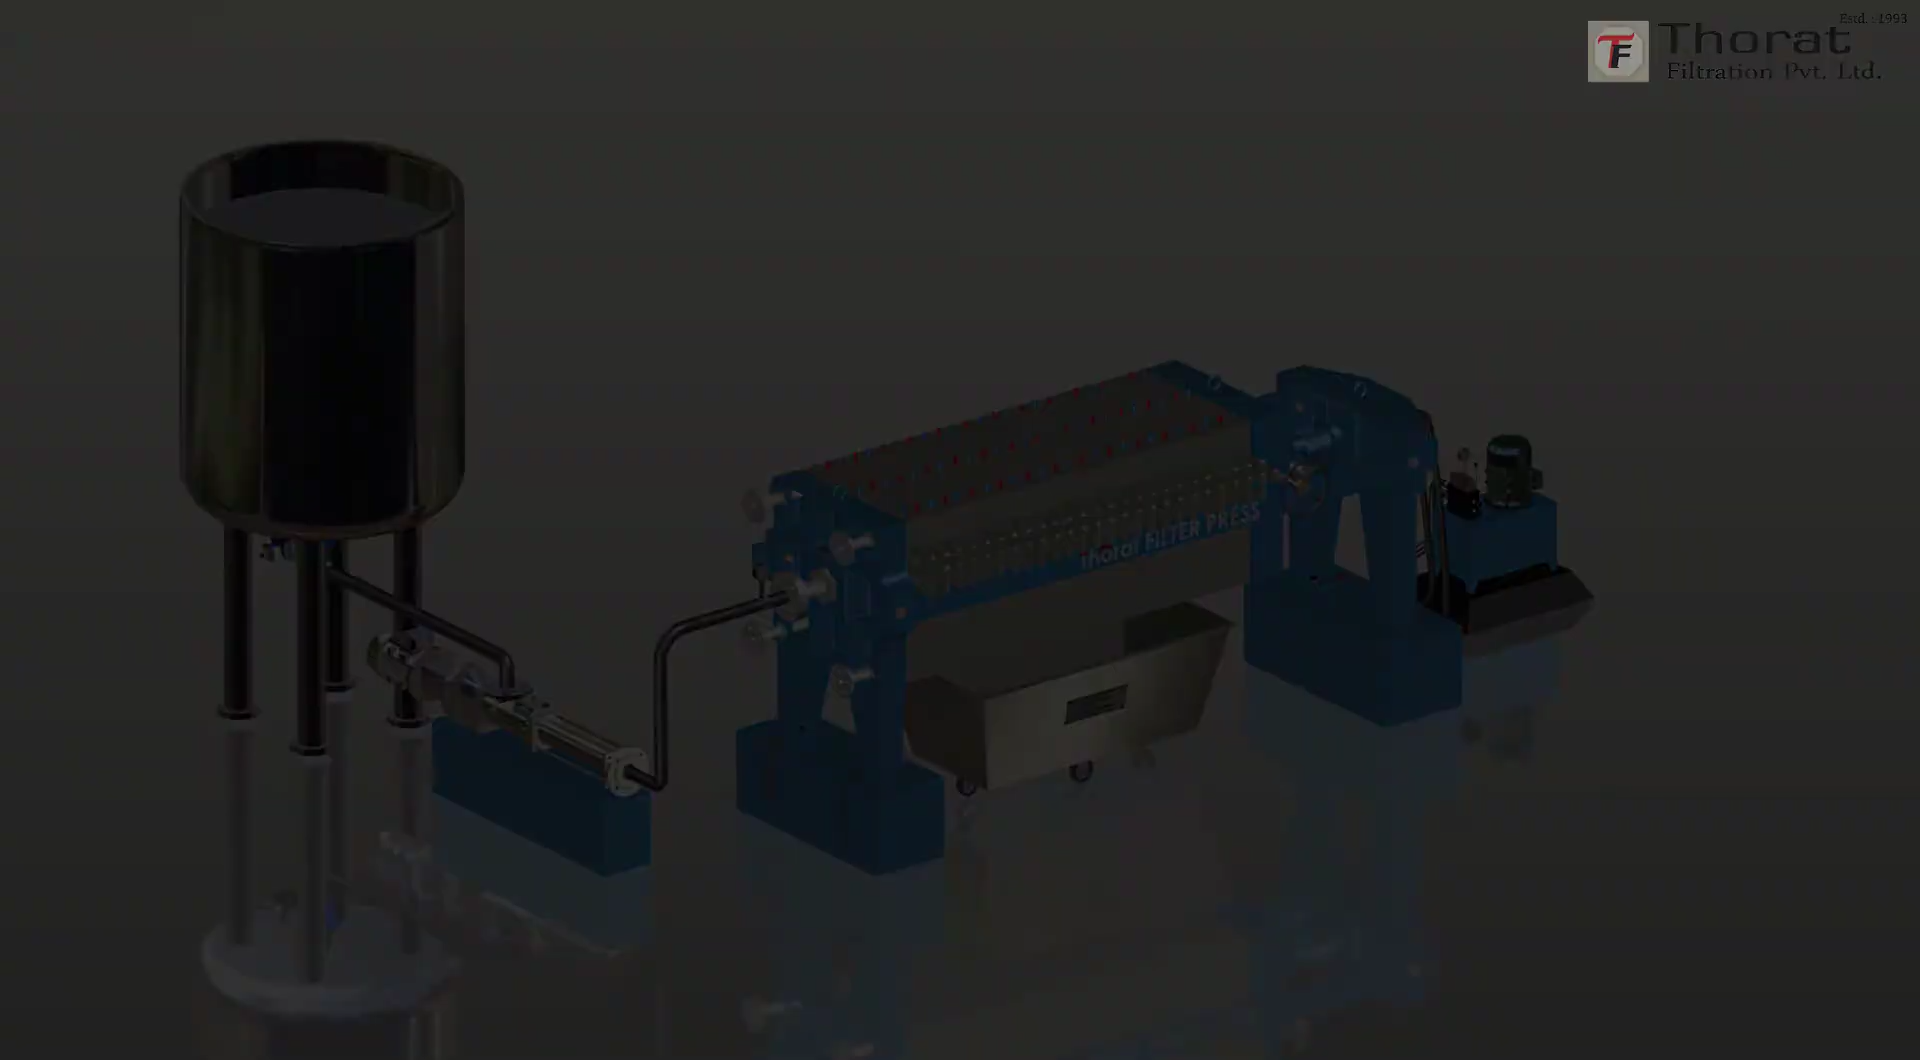 Estd. : 1993
TF
Thorat
Filtration Pvt. Ltd.
Thorat FILTER PRESS